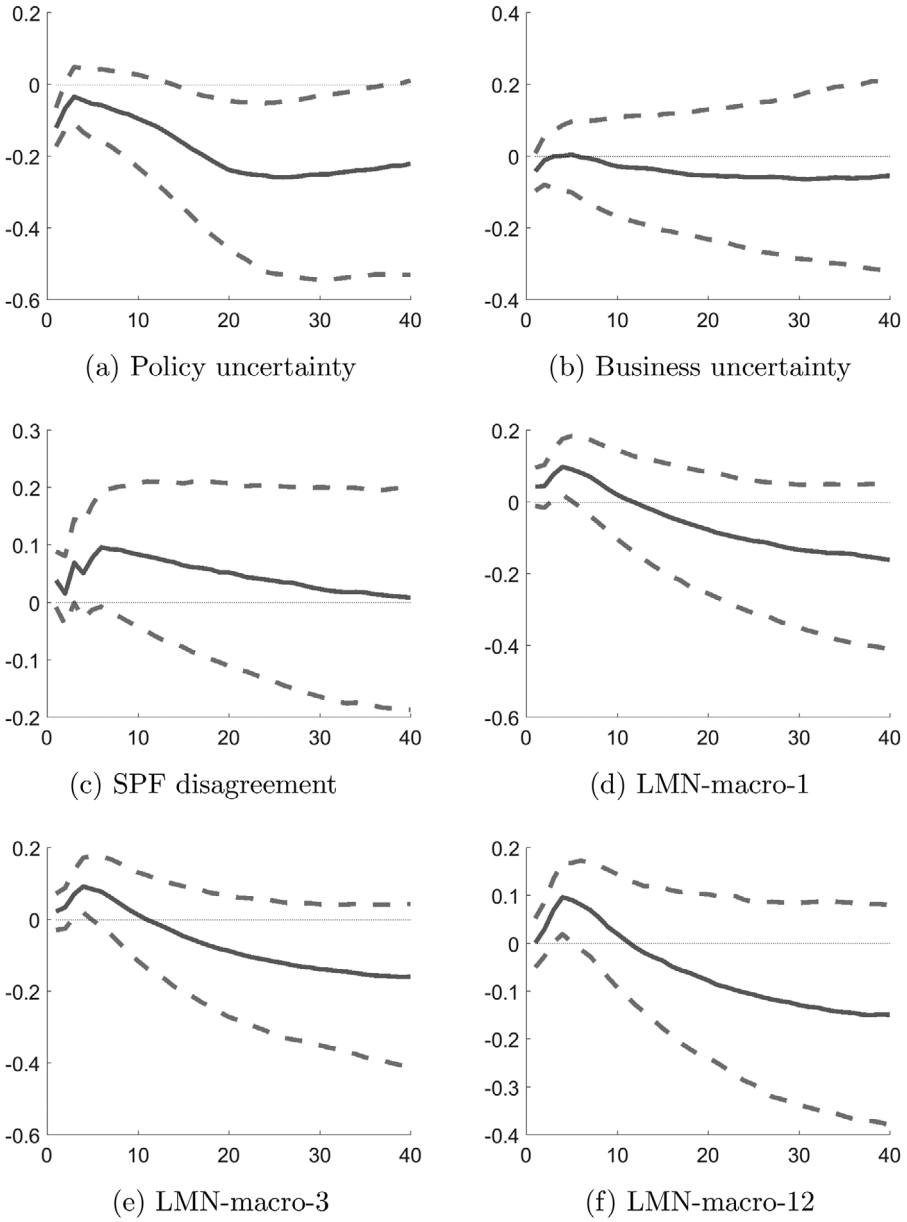 0.2
0
-0.2
-0.4
-0.6
0 10 20 30 40
(a) Policy uncertainty
0.4
0.2
0
-0.2
-0.4
0 10 20 30 40
(b) Business uncertainty
0.3
0.2
0.1
0
-0.1
-0.2
0 10 20 30 40
(c) SPF disagreement
0.2
0
-0.2
-0.4
-0.6
0 10 20 30 40
(d) LMN-macro-1
0.2
0
-0.2
-0.4
-0.6
0 10 20 30 40
(e) LMN-macro-3
0.2
0.1
0
-0.1
-0.2
-0.3
-0.4
0 10 20 30 40
(f) LMN-macro-12